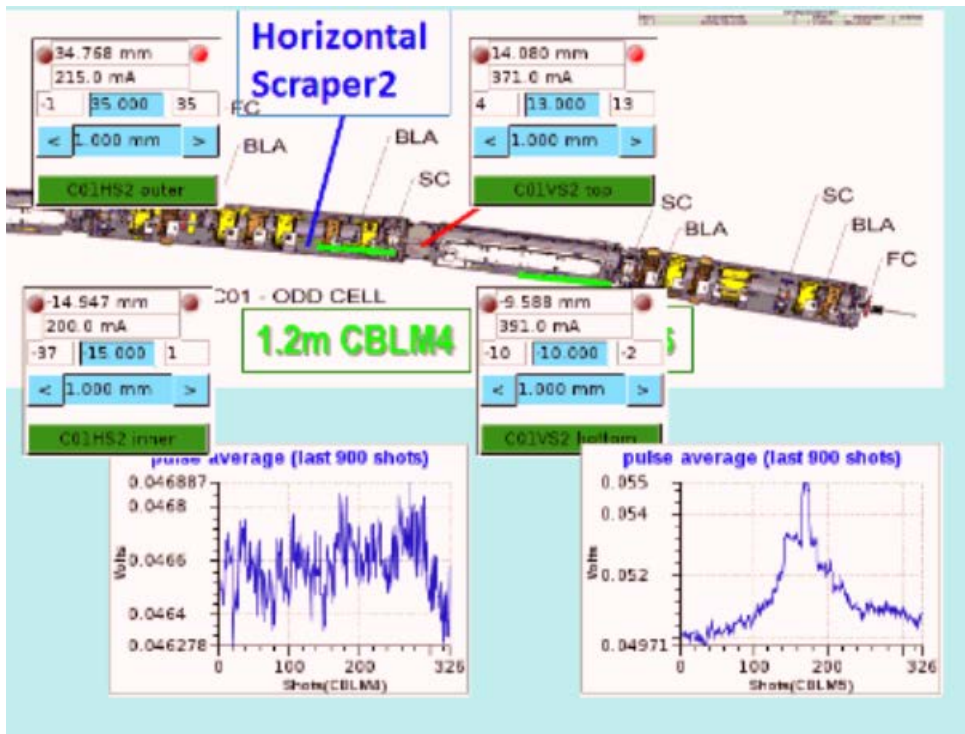 Horizontal
Scraper2
34.768 mm
215.0 mA
-1 35.000 35
< 1.000 mm >
C01HS2 outer
14.080 mm
371.0 mA
4 13.000 13
< 1.000 mm >
C01VS2 top
FC
BLA
BLA
SC
SC
BLA
SC
BLA
FC
C01 - ODD CELL
-14.947 mm
200.0 mA
-37 -15.000 1
< 1.000 mm >
C01HS2 inner
1.2m CBLM4
-9.588 mm
391.0 mA
-10 -10.000 -2
< 1.000 mm >
C01VS2 bottom
pulse average (last 900 shots)
0.046887
0.0468
0.0466
0.0464
0.046278
Volts
0 100 200 326
Shots(CBLM4)
pulse average (last 900 shots)
0.055
0.054
0.052
0.04971
Volts
0 100 200 326
Shots(CBLM5)